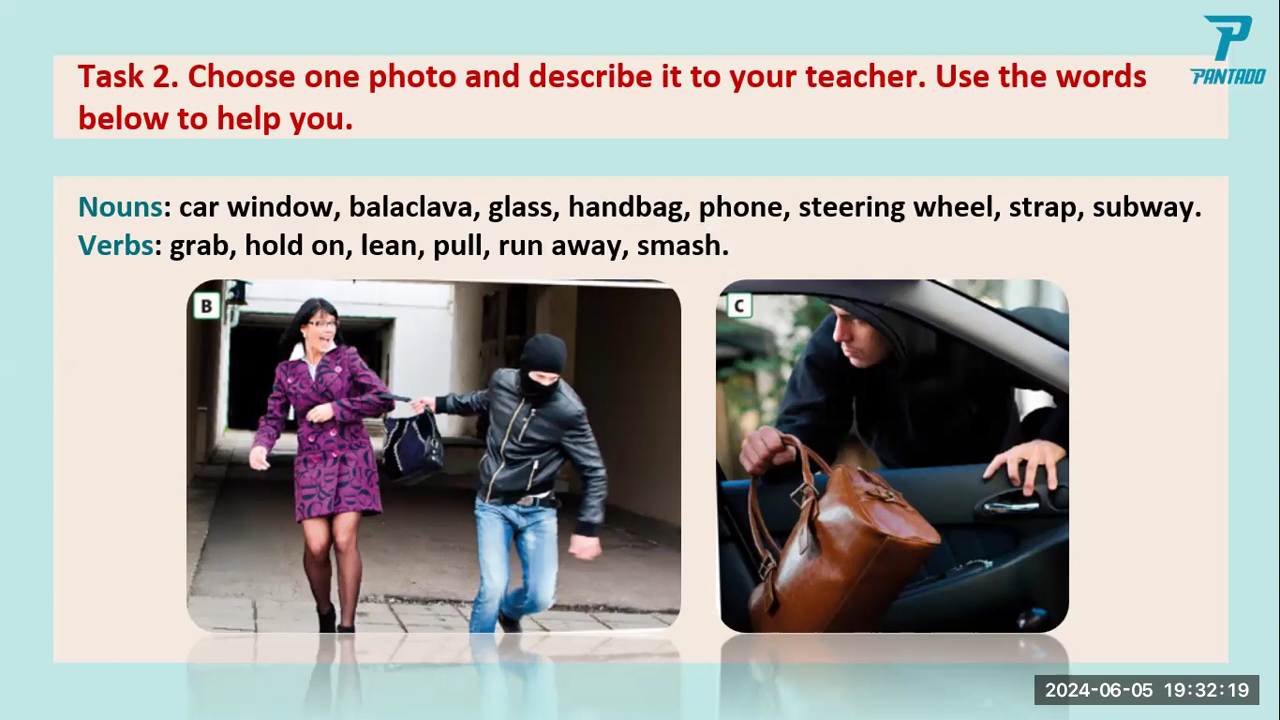 PANTADO
Task 2. Choose one photo and describe it to your teacher. Use the words
below to help you.
Nouns: car window, balaclava, glass, handbag, phone, steering wheel, strap, subway.
Verbs: grab, hold on, lean, pull, run away, smash.
B
C
2024-06-05 19:32:19